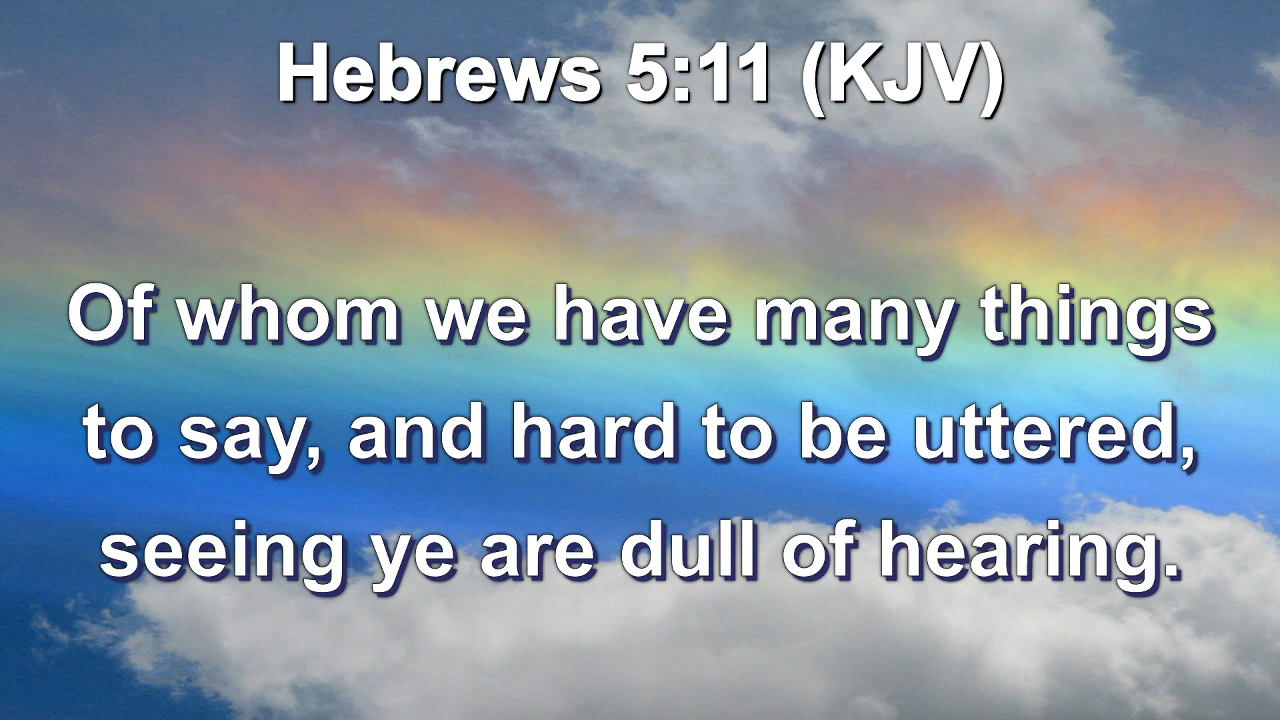 Hebrews 5:11 (KJV)
Of whom we have many things
to say, and hard to be uttered,
seeing ye are dull of hearing.